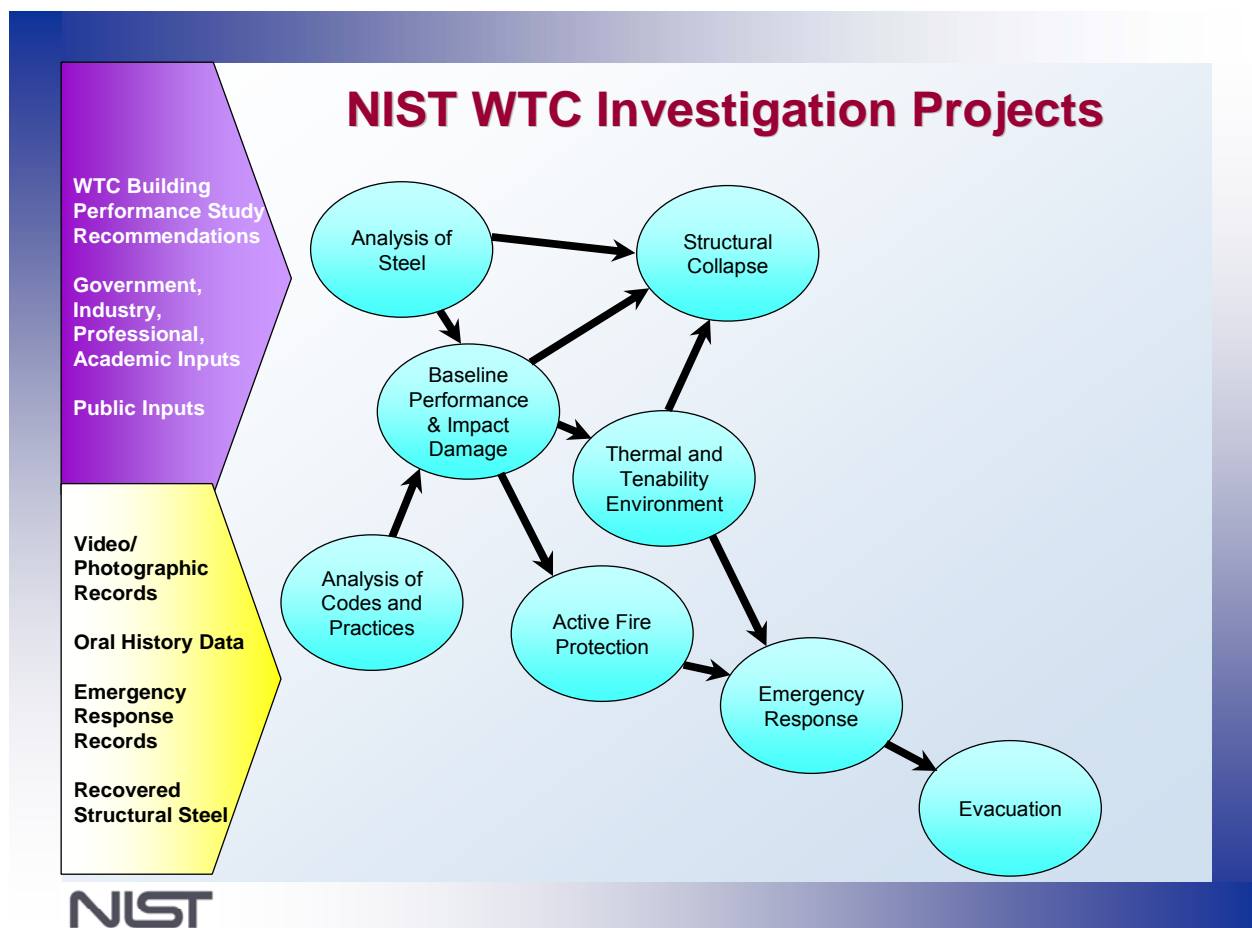 NIST WTC Investigation Projects
WTC Building
Performance Study
Recommendations
Government,
Industry,
Professional,
Academic Inputs
Public Inputs
Video/
Photographic
Records
Oral History Data
Emergency
Response
Records
Recovered
Structural Steel
Analysis of
Steel
Structural
Collapse
Baseline
Performance
& Impact
Damage
Thermal and
Tenability
Environment
Analysis of
Codes and
Practices
Active Fire
Protection
Emergency
Response
Evacuation
NIST